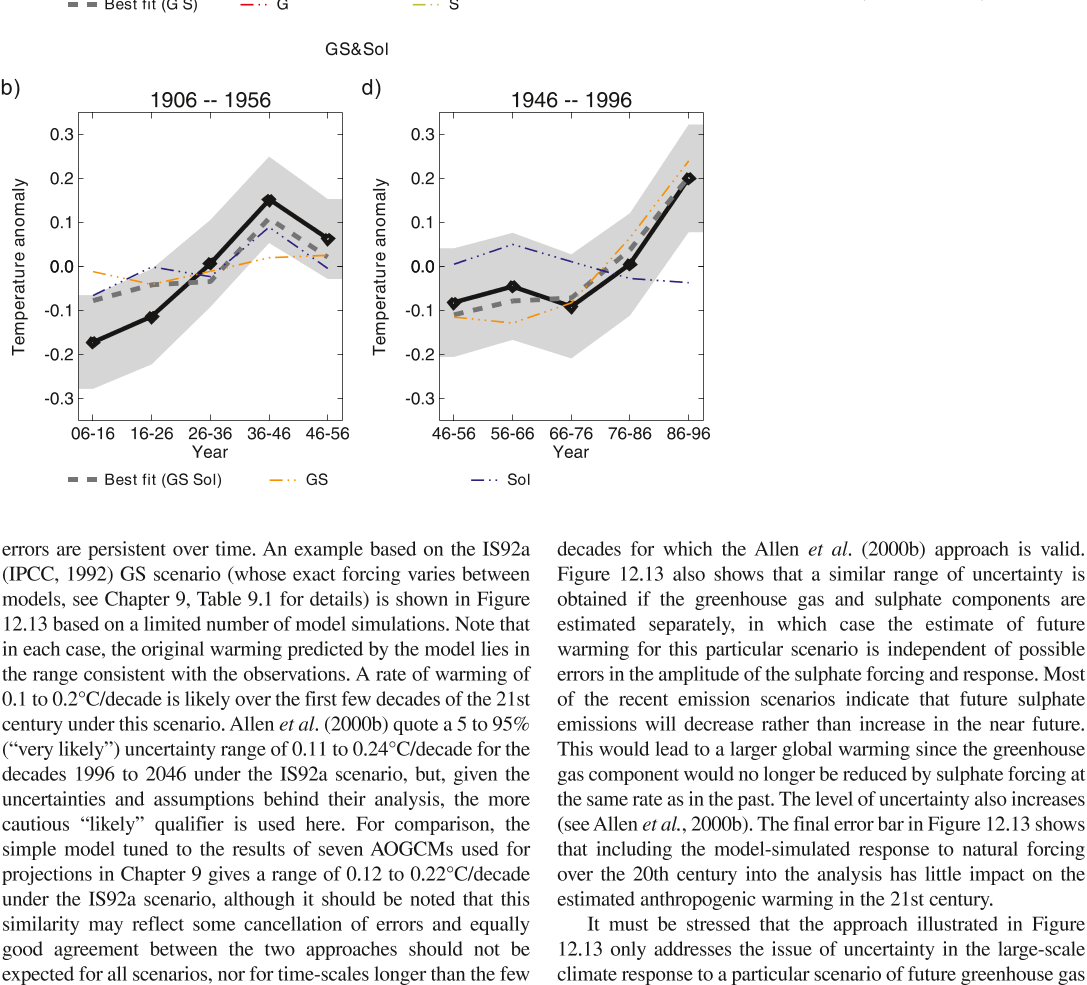 Best fit (G S) G S
GS&Sol
b) d)
1906 -- 1956 1946 -- 1996
0.3
0.2
0.1
0.0
-0.1
-0.2
-0.3
Temperature anomaly
06-16 16-26 26-36 36-46 46-56
Year
0.3
0.2
0.1
0.0
-0.1
-0.2
-0.3
Temperature anomaly
46-56 56-66 66-76 76-86 86-96
Year
Best fit (GS Sol) GS Sol
errors are persistent over time. An example based on the IS92a
(IPCC, 1992) GS scenario (whose exact forcing varies between
models, see Chapter 9, Table 9.1 for details) is shown in Figure
12.13 based on a limited number of model simulations. Note that
in each case, the original warming predicted by the model lies in
the range consistent with the observations. A rate of warming of
0.1 to 0.2°C/decade is likely over the first few decades of the 21st
century under this scenario. Allen et al. (2000b) quote a 5 to 95%
(“very likely”) uncertainty range of 0.11 to 0.24°C/decade for the
decades 1996 to 2046 under the IS92a scenario, but, given the
uncertainties and assumptions behind their analysis, the more
cautious “likely” qualifier is used here. For comparison, the
simple model tuned to the results of seven AOGCMs used for
projections in Chapter 9 gives a range of 0.12 to 0.22°C/decade
under the IS92a scenario, although it should be noted that this
similarity may reflect some cancellation of errors and equally
good agreement between the two approaches should not be
expected for all scenarios, nor for time-scales longer than the few
decades for which the Allen et al. (2000b) approach is valid.
Figure 12.13 also shows that a similar range of uncertainty is
obtained if the greenhouse gas and sulphate components are
estimated separately, in which case the estimate of future
warming for this particular scenario is independent of possible
errors in the amplitude of the sulphate forcing and response. Most
of the recent emission scenarios indicate that future sulphate
emissions will decrease rather than increase in the near future.
This would lead to a larger global warming since the greenhouse
gas component would no longer be reduced by sulphate forcing at
the same rate as in the past. The level of uncertainty also increases
(see Allen et al., 2000b). The final error bar in Figure 12.13 shows
that including the model-simulated response to natural forcing
over the 20th century into the analysis has little impact on the
estimated anthropogenic warming in the 21st century.
It must be stressed that the approach illustrated in Figure
12.13 only addresses the issue of uncertainty in the large-scale
climate response to a particular scenario of future greenhouse gas